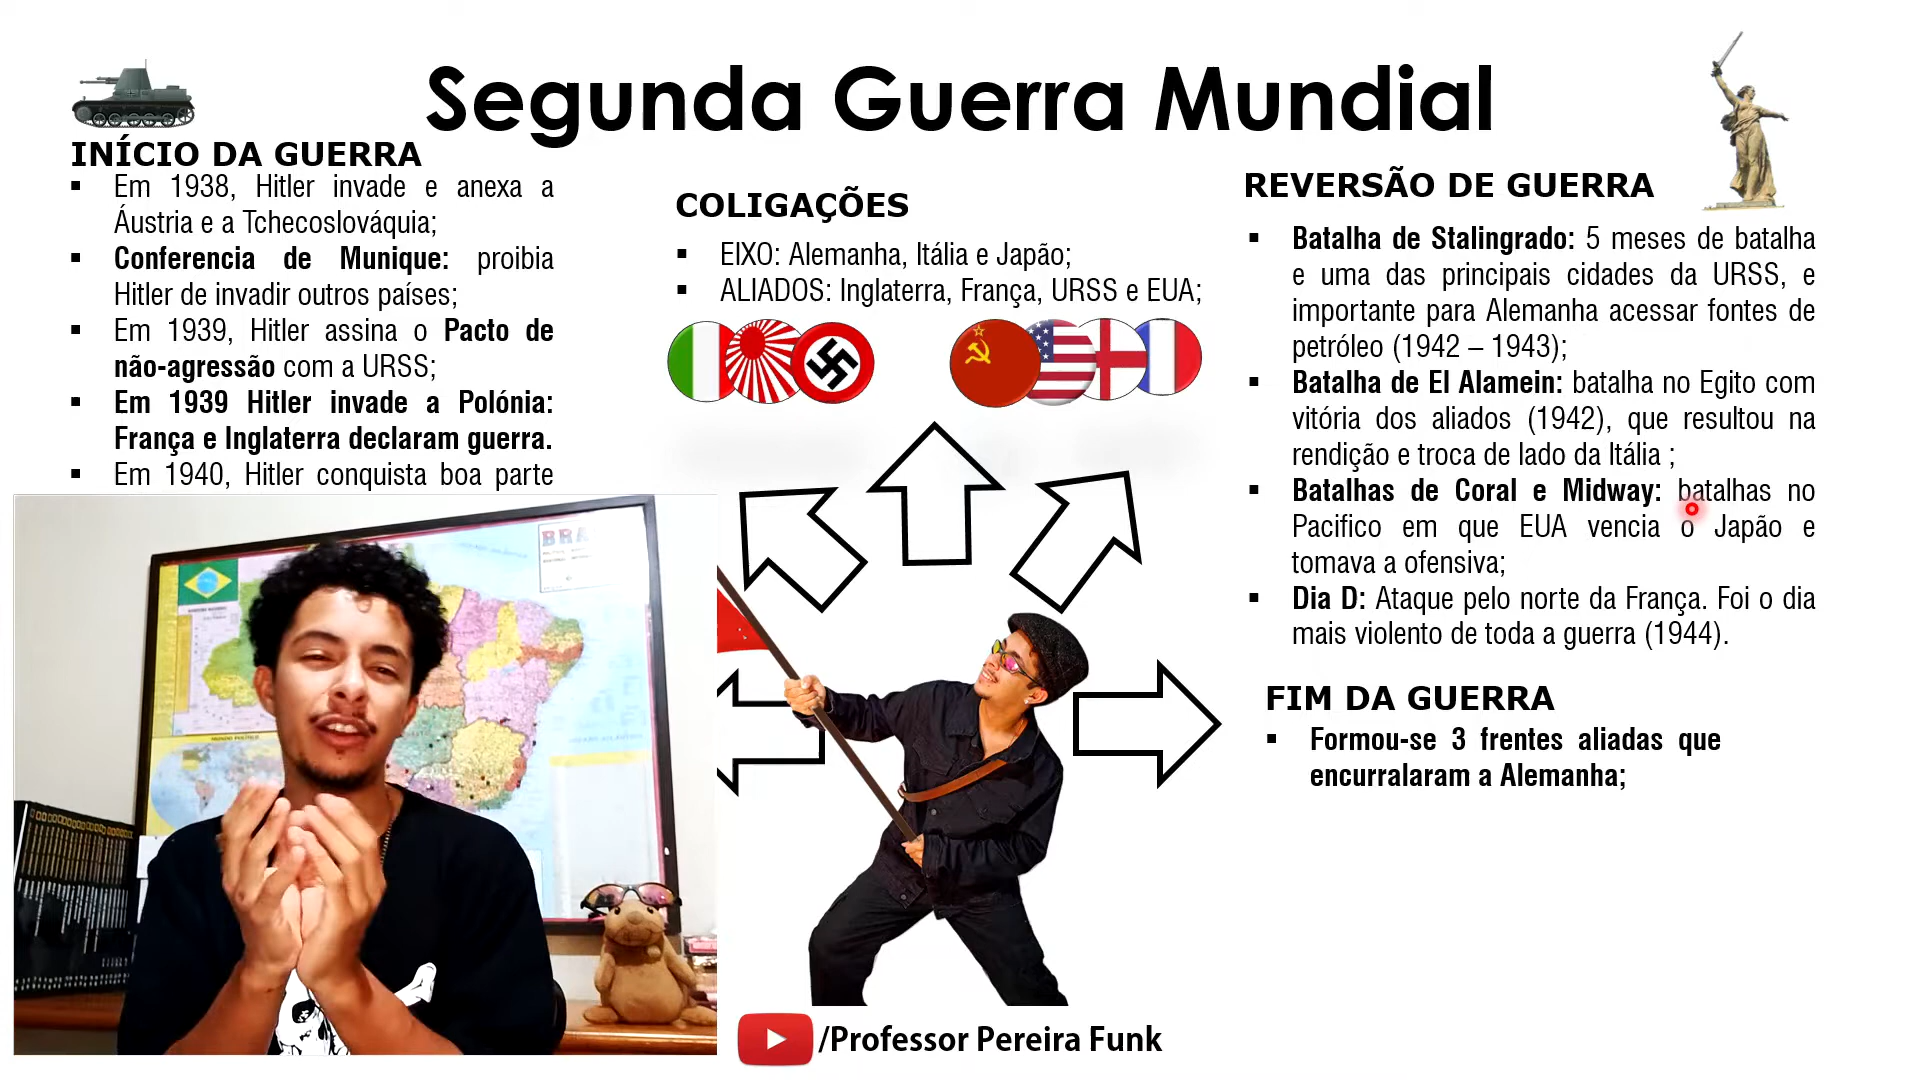 Segunda Guerra Mundial
INÍCIO DA GUERRA
▪ Em 1938, Hitler invade e anexa a
Áustria e a Tchecoslováquia;
▪ Conferencia de Munique: proibia
Hitler de invadir outros países;
▪ Em 1939, Hitler assina o Pacto de
não-agressão com a URSS;
▪ Em 1939 Hitler invade a Polónia:
França e Inglaterra declaram guerra.
▪ Em 1940, Hitler conquista boa parte
COLIGAÇÕES
▪ EIXO: Alemanha, Itália e Japão;
▪ ALIADOS: Inglaterra, França, URSS e EUA;
REVERSÃO DE GUERRA
▪ Batalha de Stalingrado: 5 meses de batalha
e uma das principais cidades da URSS, e
importante para Alemanha acessar fontes de
petróleo (1942 – 1943);
▪ Batalha de El Alamein: batalha no Egito com
vitória dos aliados (1942), que resultou na
rendição e troca de lado da Itália ;
▪ Batalhas de Coral e Midway: batalhas no
Pacifico em que EUA vencia o Japão e
tomava a ofensiva;
▪ Dia D: Ataque pelo norte da França. Foi o dia
mais violento de toda a guerra (1944).
FIM DA GUERRA
▪ Formou-se 3 frentes aliadas que
encurralaram a Alemanha;
BRA
MUNDO POLÍTICO
/Professor Pereira Funk